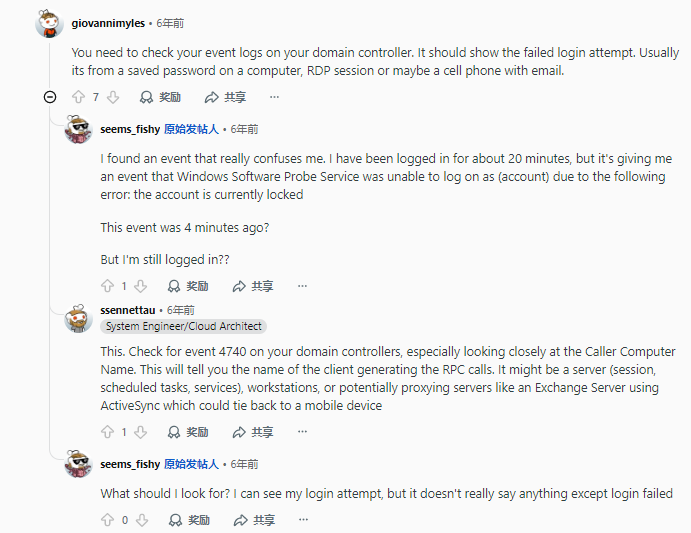 giovannimyles • 6年前
You need to check your event logs on your domain controller. It should show the failed login attempt. Usually
its from a saved password on a computer, RDP session or maybe a cell phone with email.
7 奖励 共享 ...
seems_fishy 原始发帖人 • 6年前
I found an event that really confuses me. I have been logged in for about 20 minutes, but it's giving me
an event that Windows Software Probe Service was unable to log on as (account) due to the following
error: the account is currently locked
This event was 4 minutes ago?
But I'm still logged in??
1 奖励 共享 ...
ssennettau • 6年前
System Engineer/Cloud Architect
This. Check for event 4740 on your domain controllers, especially looking closely at the Caller Computer
Name. This will tell you the name of the client generating the RPC calls. It might be a server (session,
scheduled tasks, services), workstations, or potentially proxying servers like an Exchange Server using
ActiveSync which could tie back to a mobile device
1 奖励 共享 ...
seems_fishy 原始发帖人 • 6年前
What should I look for? I can see my login attempt, but it doesn't really say anything except login failed
0 奖励 共享 ...